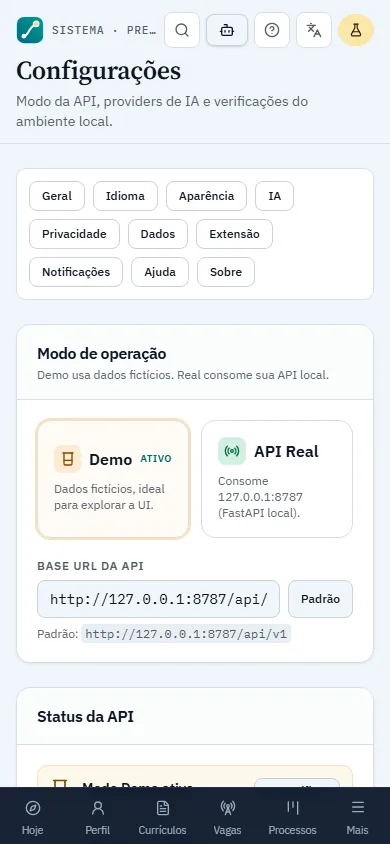 SISTEMA · PRE…
Configurações
Modo da API, providers de IA e verificações do
ambiente local.
Geral
Idioma
Aparência
IA
Privacidade
Dados
Extensão
Notificações
Ajuda
Sobre
Modo de operação
Demo usa dados fictícios. Real consome sua API local.
Demo ATIVO
Dados fictícios, ideal
para explorar a UI.
API Real
Consome
127.0.0.1:8787
(FastAPI local).
BASE URL DA API
http://127.0.0.1:8787/api/
Padrão
Padrão: http://127.0.0.1:8787/api/v1
Status da API
Modo Demo ativo
Hoje
Perfil
Currículos
Vagas
Processos
Mais